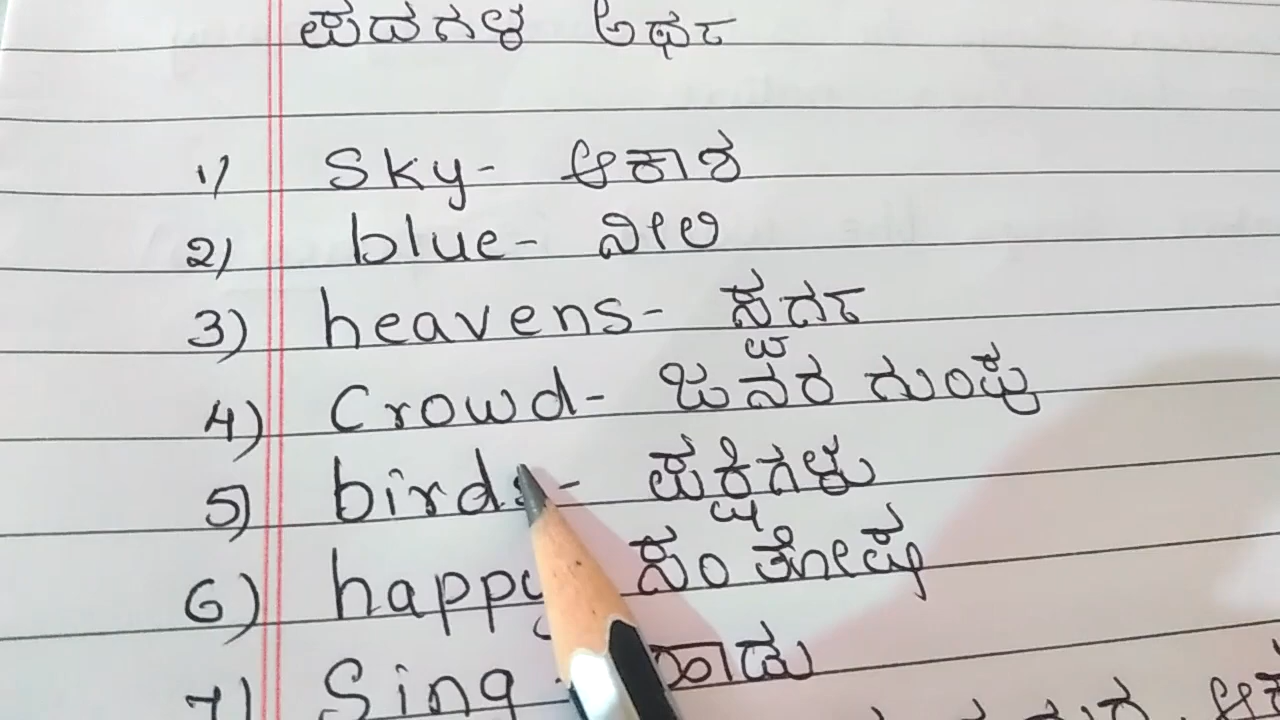 ಪದಗಳ ಅರ್ಥ
1) Sky- ಆಕಾಶ
2) blue- ನೀಲಿ
3) heavens- ಸ್ವರ್ಗ
4) Crowd- ಜನರ ಗುಂಪು
5) birds- ಪಕ್ಷಿಗಳು
6) happy ಸಂತೋಷ
7) Sing ಹಾಡು